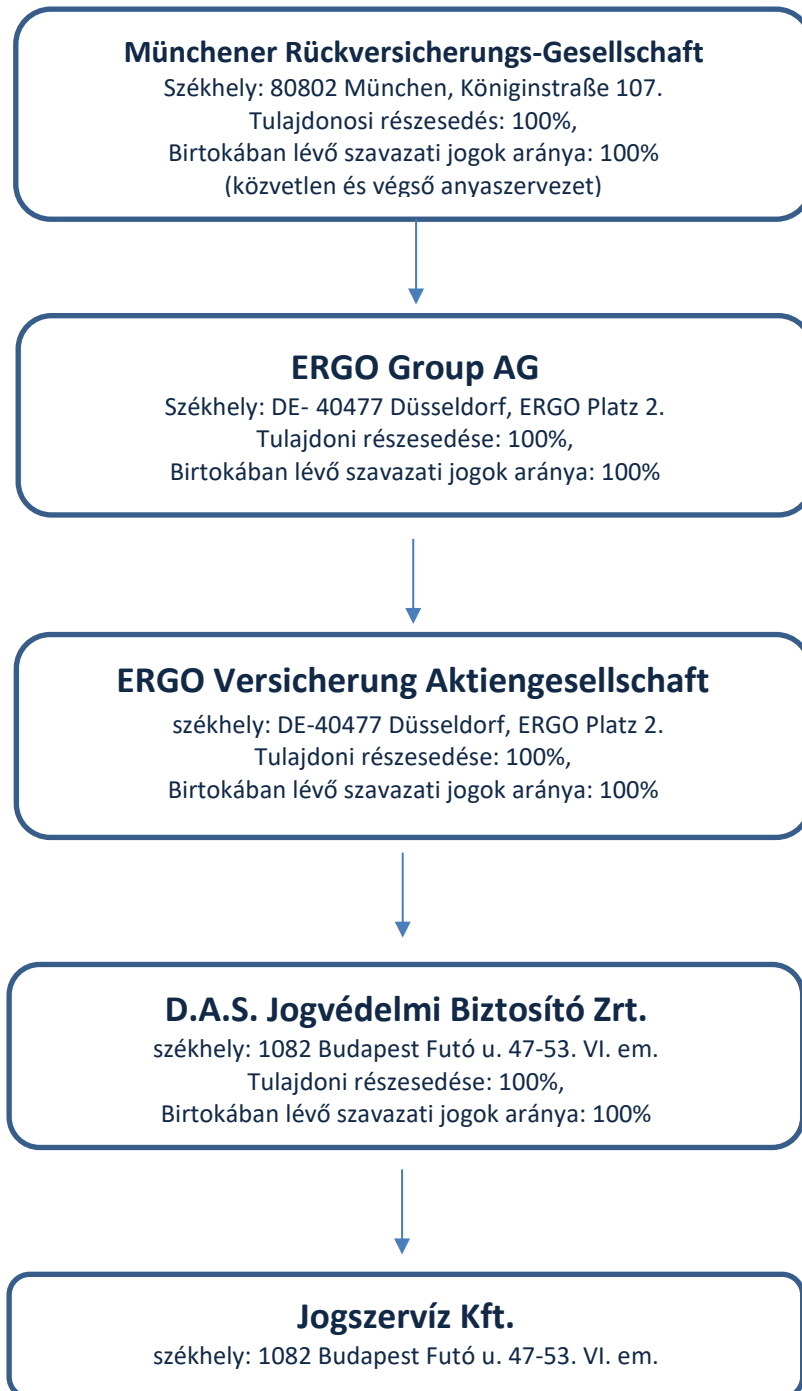 Münchener Rückversicherungs-Gesellschaft
Székhely: 80802 München, Königinstraße 107.
Tulajdonosi részesedés: 100%,
Birtokában lévő szavazati jogok aránya: 100%
(közvetlen és végső anyaszervezet)
ERGO Group AG
Székhely: DE- 40477 Düsseldorf, ERGO Platz 2.
Tulajdoni részesedése: 100%,
Birtokában lévő szavazati jogok aránya: 100%
ERGO Versicherung Aktiengesellschaft
székhely: DE-40477 Düsseldorf, ERGO Platz 2.
Tulajdoni részesedése: 100%,
Birtokában lévő szavazati jogok aránya: 100%
D.A.S. Jogvédelmi Biztosító Zrt.
székhely: 1082 Budapest Futó u. 47-53. VI. em.
Tulajdoni részesedése: 100%,
Birtokában lévő szavazati jogok aránya: 100%
Jogszervíz Kft.
székhely: 1082 Budapest Futó u. 47-53. VI. em.